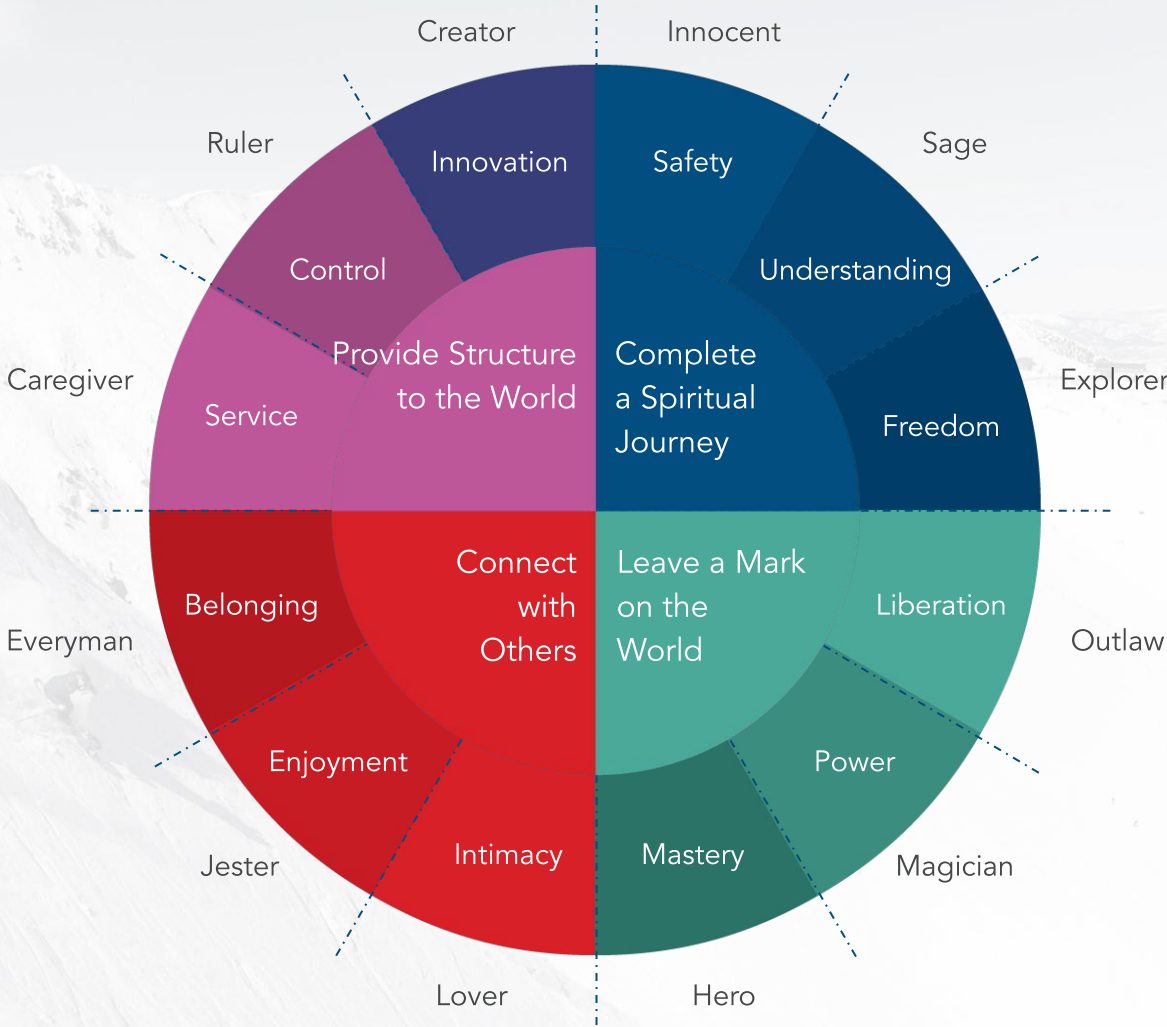 Creator
Innocent
Ruler
Sage
Innovation
Safety
Control
Understanding
Caregiver
Explorer
Service
Freedom
Provide Structure
to the World
Complete
a Spiritual
Journey
Connect
with
Others
Leave a Mark
on the
World
Belonging
Liberation
Everyman
Outlaw
Enjoyment
Power
Intimacy
Mastery
Jester
Magician
Lover
Hero